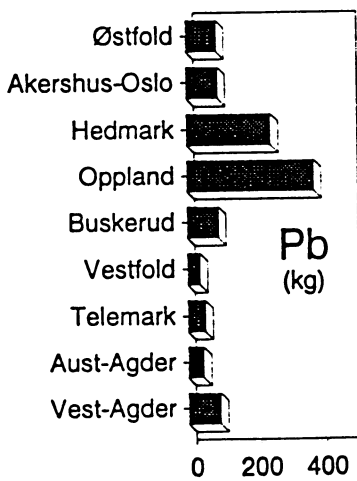 Østfold
Akershus-Oslo
Hedmark
Oppland
Buskerud
Vestfold
Telemark
Aust-Agder
Vest-Agder
Pb
(kg)
0 200 400